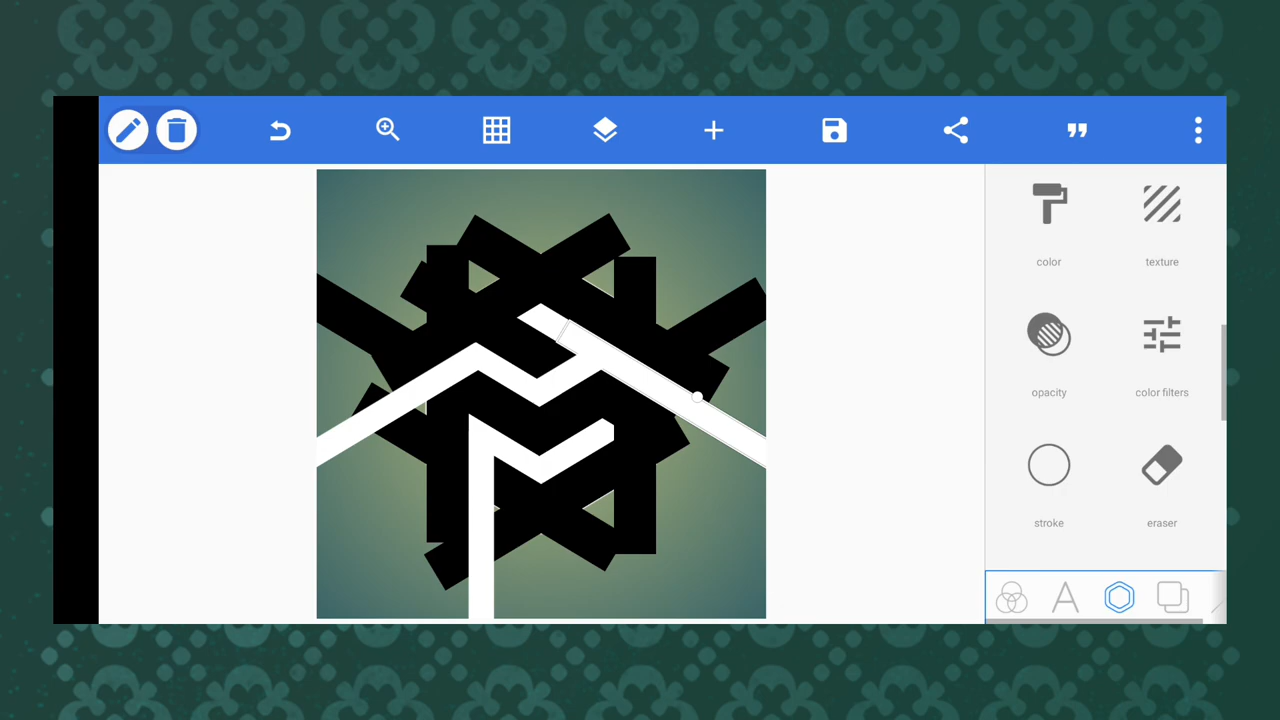 color
texture
opacity
color filters
stroke
eraser